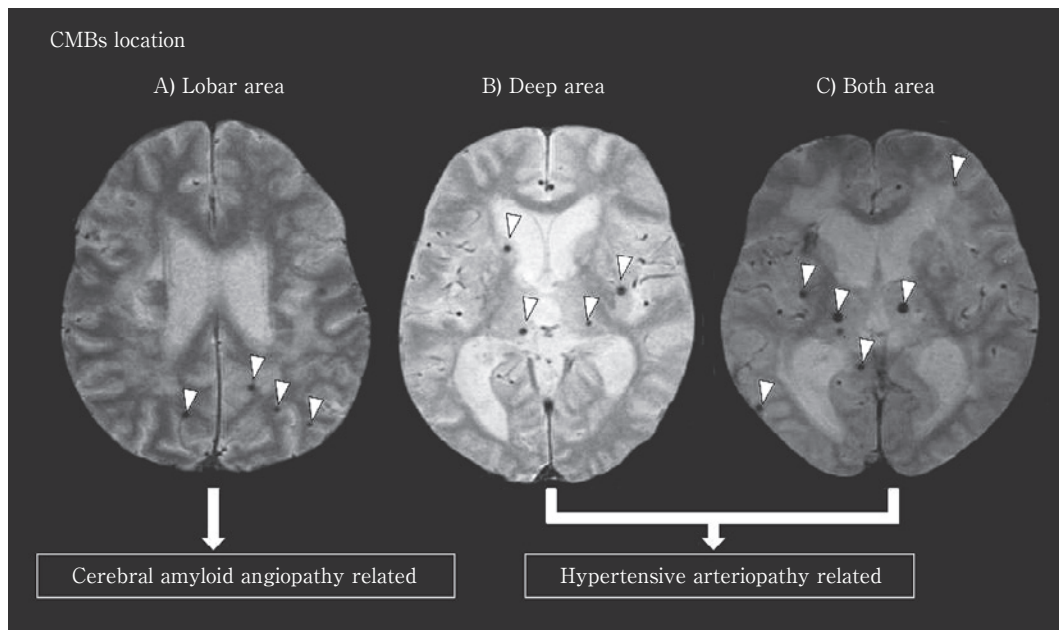 CMBs location
A) Lobar area
B) Deep area
C) Both area
Cerebral amyloid angiopathy related
Hypertensive arteriopathy related